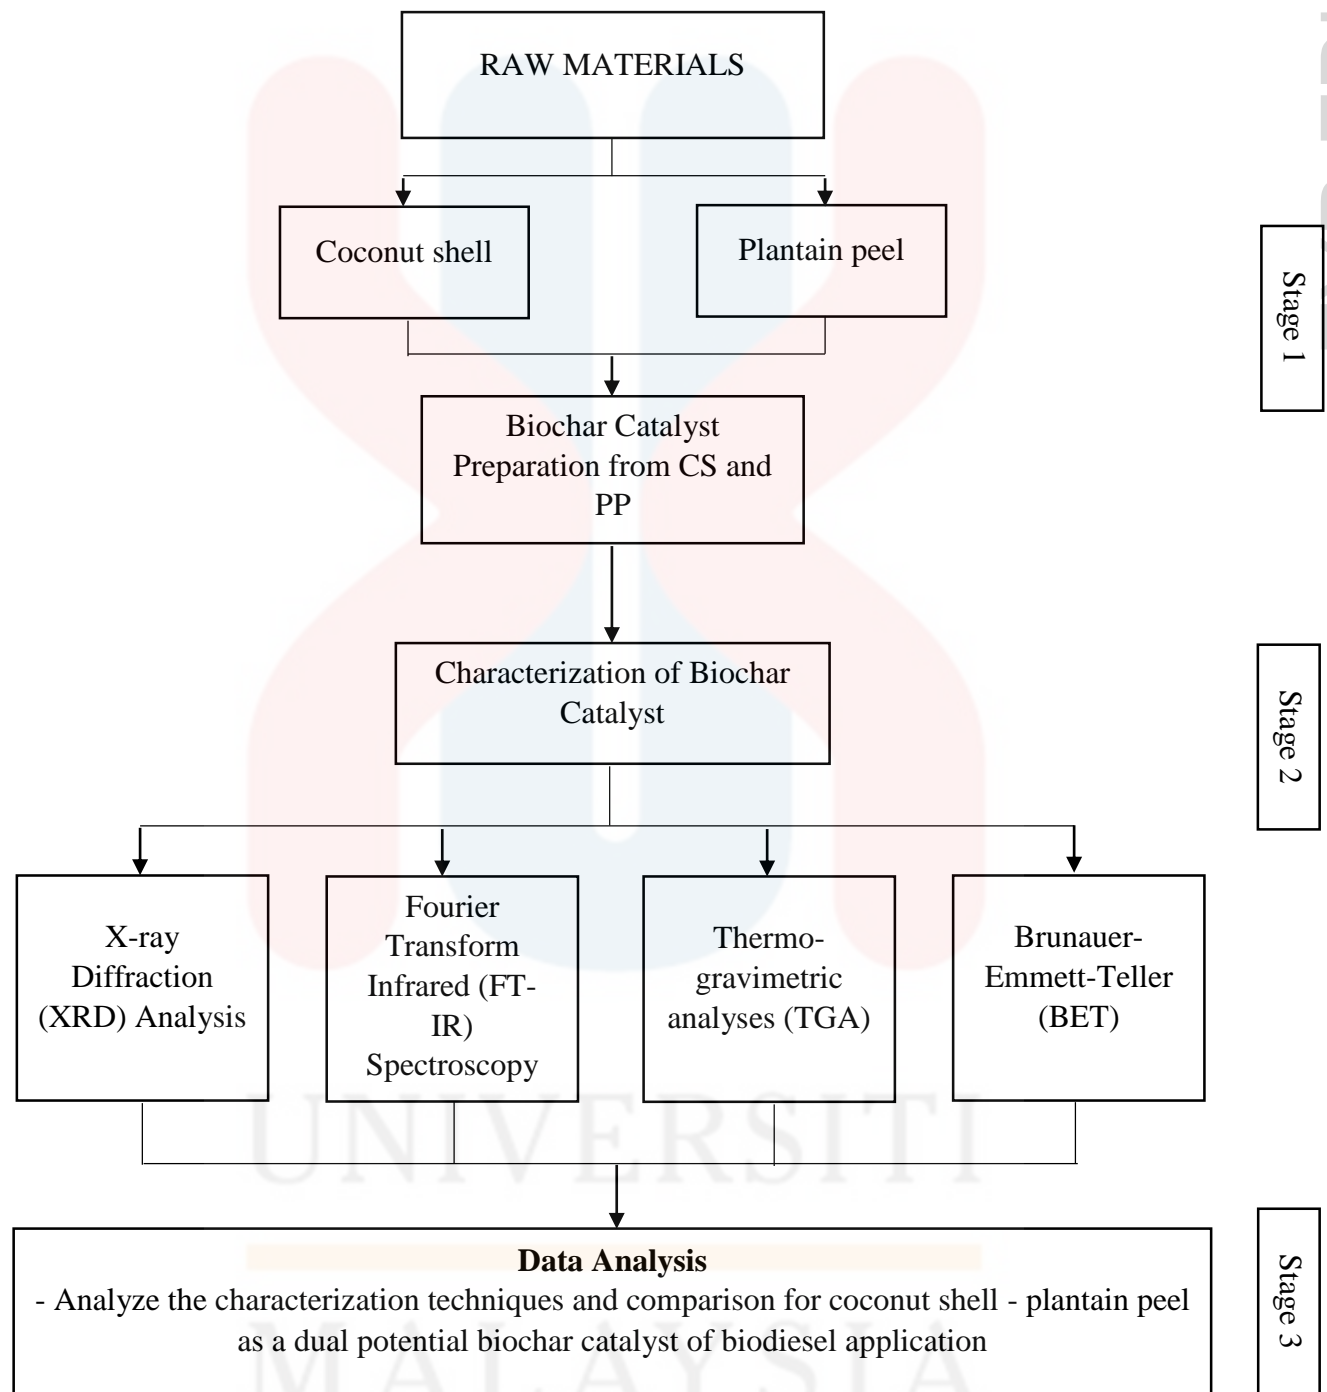 RAW MATERIALS
Coconut shell
Plantain peel
Stage 1
Biochar Catalyst
Preparation from CS and
PP
Characterization of Biochar
Catalyst
Stage 2
X-ray
Diffraction
(XRD) Analysis
Fourier
Transform
Infrared (FT-
IR)
Spectroscopy
Thermo-
gravimetric
analyses (TGA)
Brunauer-
Emmett-Teller
(BET)
UNIVERSITI
Data Analysis
- Analyze the characterization techniques and comparison for coconut shell - plantain peel
as a dual potential biochar catalyst of biodiesel application
Stage 3
MALAYSIA